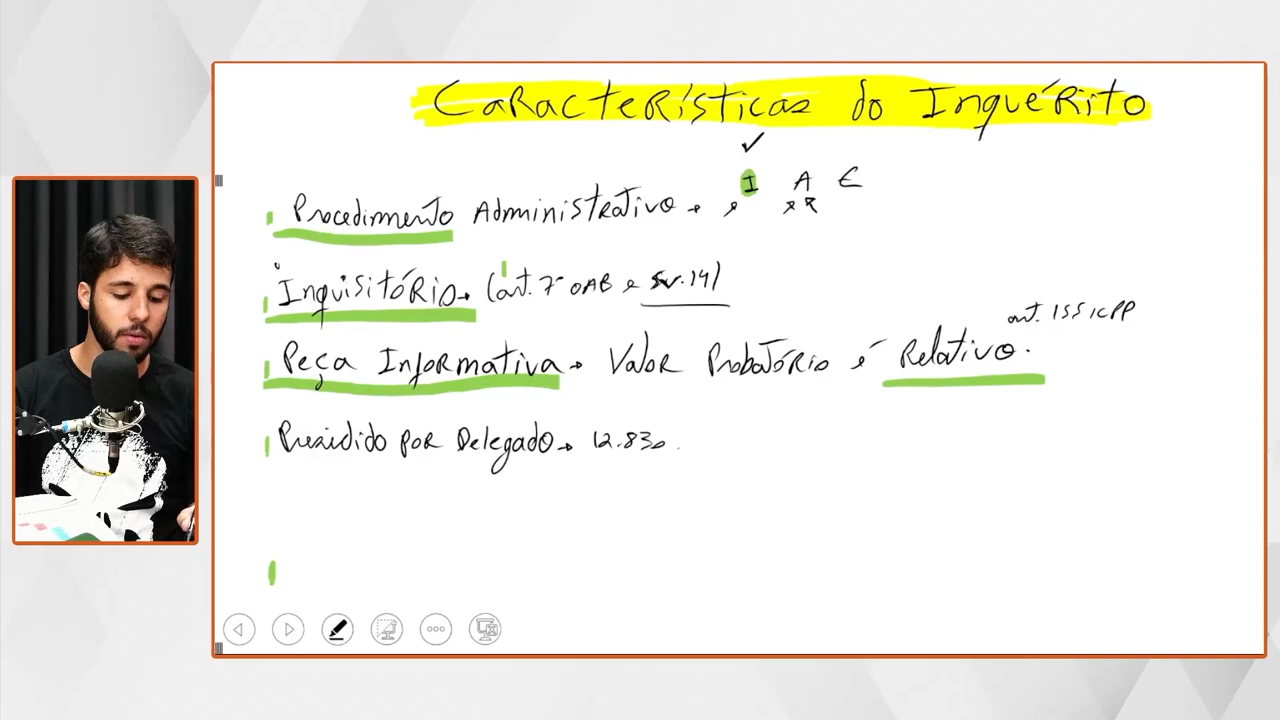 Características do Inquérito
✓
I A E
Procedimento Administrativo →
Inquisitório → (art. 7º OAB e SV.14)
art. 155 CPP
Peça Informativa → Valor Probatório é Relativo.
Presidido por Delegado → 12.830